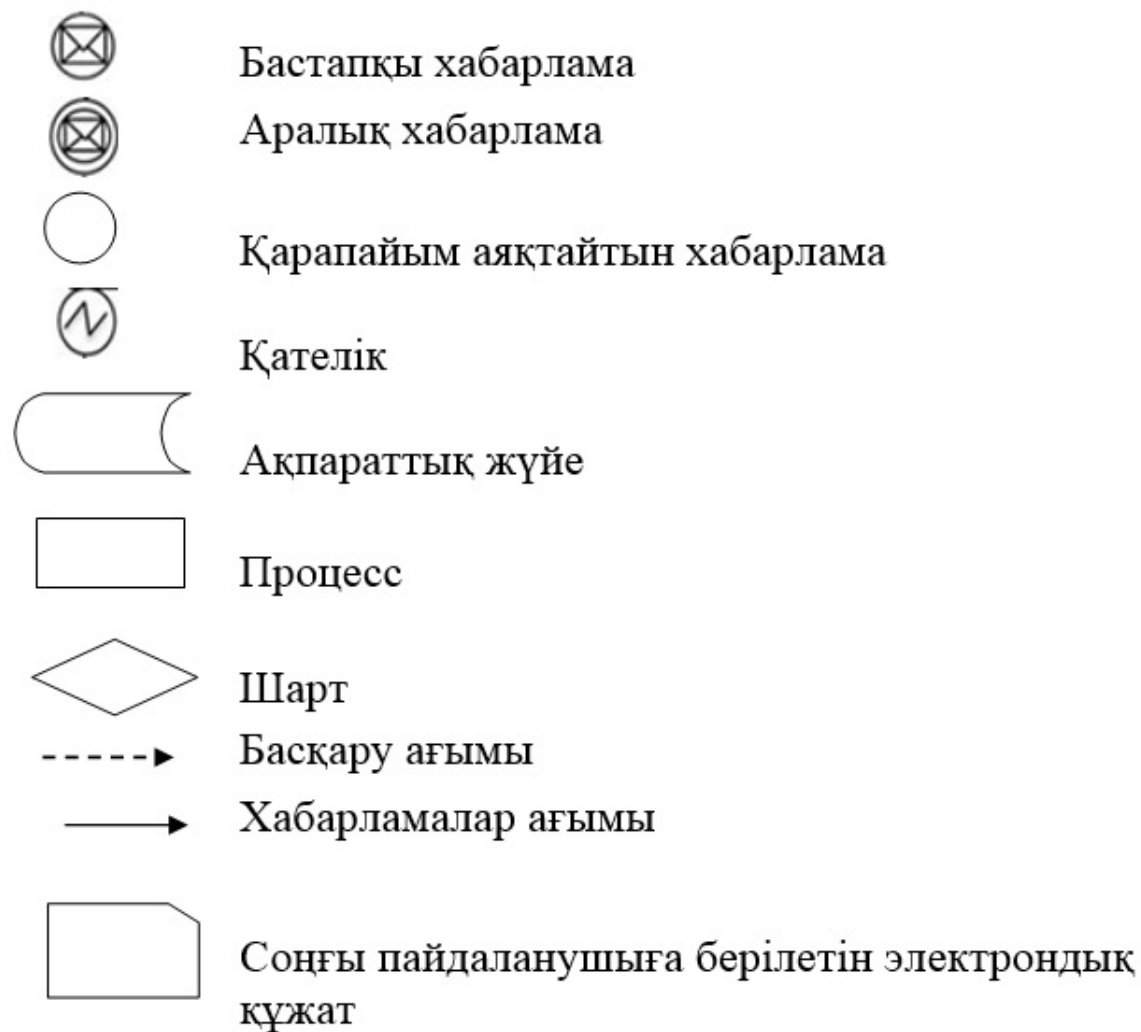 Бастапқы хабарлама
Аралық хабарлама
Қарапайым аяқтайтын хабарлама
Қателік
Ақпараттық жүйе
Процесс
Шарт
Басқару ағымы
Хабарламалар ағымы
Соңғы пайдаланушыға берілетін электрондық
құжат